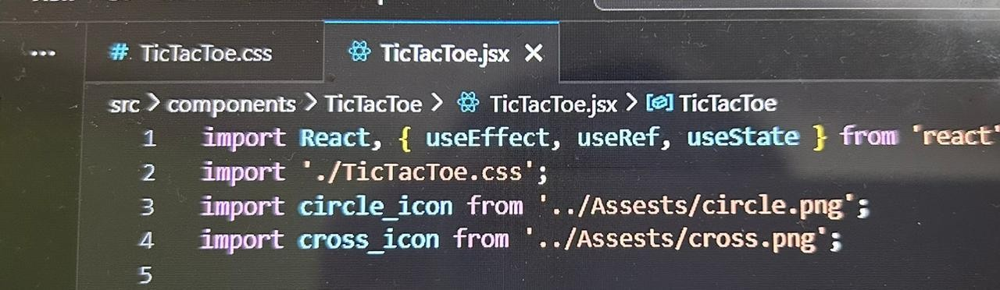 # TicTacToe.css TicTacToe.jsx
src > components > TicTacToe > TicTacToe.jsx > TicTacToe
1 import React, { useEffect, useRef, useState } from 'react'
2 import './TicTacToe.css';
3 import circle_icon from '../Assests/circle.png';
4 import cross_icon from '../Assests/cross.png';
5